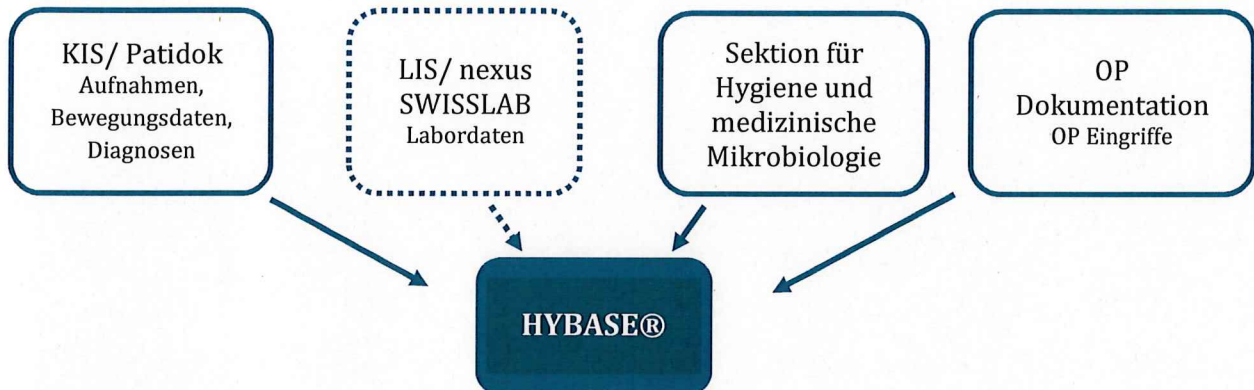 KIS/ Patidok
Aufnahmen,
Bewegungsdaten,
Diagnosen
LIS/ nexus
SWISSLAB
Labordaten
Sektion für
Hygiene und
medizinische
Mikrobiologie
OP
Dokumentation
OP Eingriffe
HYBASE®